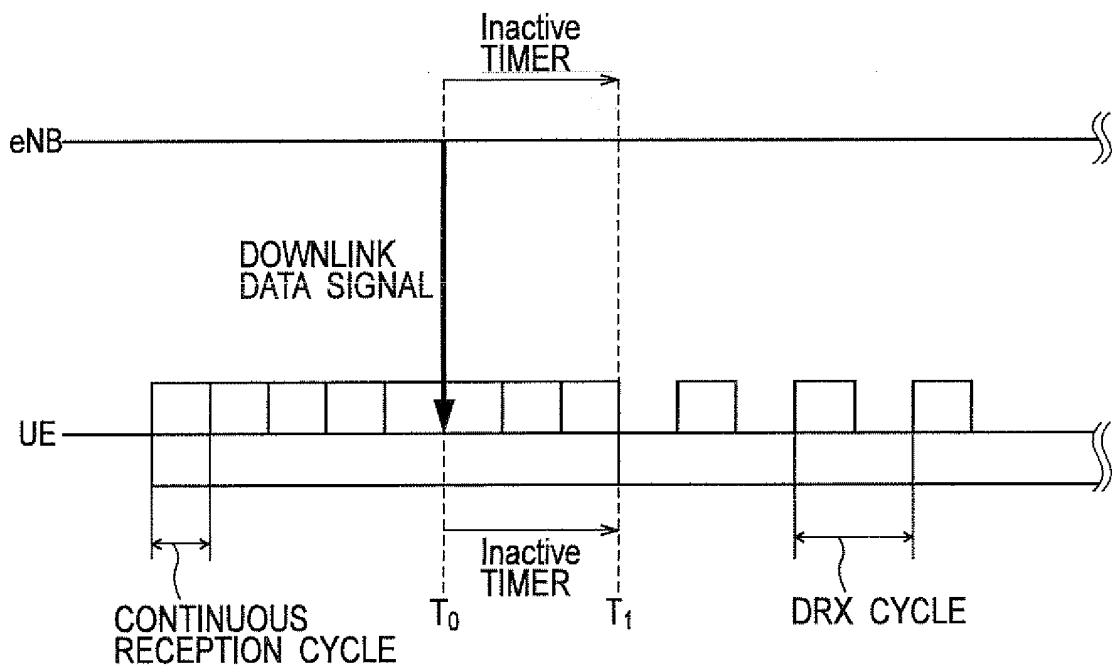 Inactive
TIMER
eNB
DOWNLINK
DATA SIGNAL
UE
Inactive
TIMER
CONTINUOUS
RECEPTION CYCLE
T0
T1
DRX CYCLE